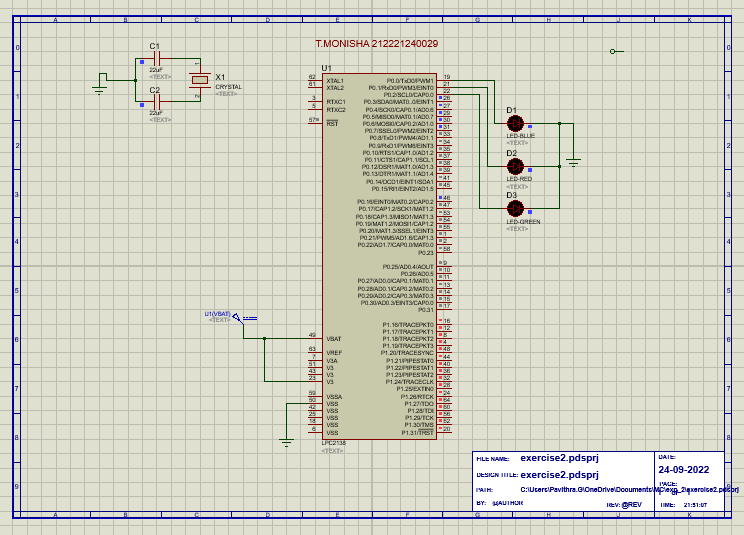 A B C D E F G H J K
T.MONISHA 212221240029
C1
22uF
<TEXT>
X1
CRYSTAL
<TEXT>
C2
22uF
<TEXT>
U1
62 XTAL1
61 XTAL2
3 RTXC1
5 RTXC2
57 RST
U1(VBAT)
<TEXT>
49 VBAT
63 VREF
7 V3A
51 V3
43 V3
23 V3
59 VSSA
50 VSS
42 VSS
25 VSS
18 VSS
6 VSS
P0.0/TxD0/PWM1 19
P0.1/RxD0/PWM3/EINT0 21
P0.2/SCL0/CAP0.0 22
P0.3/SDA0/MAT0.0/EINT1 26
P0.4/SCK0/CAP0.1/AD0.6 27
P0.5/MISO0/MAT0.1/AD0.7 29
P0.6/MOSI0/CAP0.2/AD1.0 30
P0.7/SSEL0/PWM2/EINT2 31
P0.8/TxD1/PWM4/AD1.1 33
P0.9/RxD1/PWM6/EINT3 34
P0.10/RTS1/CAP1.0/AD1.2 35
P0.11/CTS1/CAP1.1/SCL1 37
P0.12/DSR1/MAT1.0/AD1.3 38
P0.13/DTR1/MAT1.1/AD1.4 39
P0.14/DCD1/EINT1/SDA1 41
P0.15/RI1/EINT2/AD1.5 45
P0.16/EINT0/MAT0.2/CAP0.2 46
P0.17/CAP1.2/SCK1/MAT1.2 47
P0.18/CAP1.3/MISO1/MAT1.3 53
P0.19/MAT1.2/MOSI1/CAP1.2 54
P0.20/MAT1.3/SSEL1/EINT3 55
P0.21/PWM5/AD1.6/CAP1.3 1
P0.22/AD1.7/CAP0.0/MAT0.0 2
P0.23 58
P0.25/AD0.4/AOUT 9
P0.26/AD0.5 10
P0.27/AD0.0/CAP0.1/MAT0.1 11
P0.28/AD0.1/CAP0.2/MAT0.2 13
P0.29/AD0.2/CAP0.3/MAT0.3 14
P0.30/AD0.3/EINT3/CAP0.0 15
P0.31 17
P1.16/TRACEPKT0 16
P1.17/TRACEPKT1 12
P1.18/TRACEPKT2 8
P1.19/TRACEPKT3 4
P1.20/TRACESYNC 48
P1.21/PIPESTAT0 44
P1.22/PIPESTAT1 40
P1.23/PIPESTAT2 36
P1.24/TRACECLK 32
P1.25/EXTIN0 28
P1.26/RTCK 24
P1.27/TDO 64
P1.28/TDI 60
P1.29/TCK 56
P1.30/TMS 52
P1.31/TRST 20
LPC2138
<TEXT>
D1
LED-BLUE
<TEXT>
D2
LED-RED
<TEXT>
D3
LED-GREEN
<TEXT>
0
1
2
3
4
5
6
7
8
9
FILE NAME: exercise2.pdsprj
DESIGN TITLE: exercise2.pdsprj
PATH: C:\Users\Pavithra.G\OneDrive\Documents\MC\exp_2\exercise2.pdsprj
BY: @AUTHOR
REV: @REV
DATE:
24-09-2022
PAGE:
TIME: 21:51:07
A B C D E F G H J K